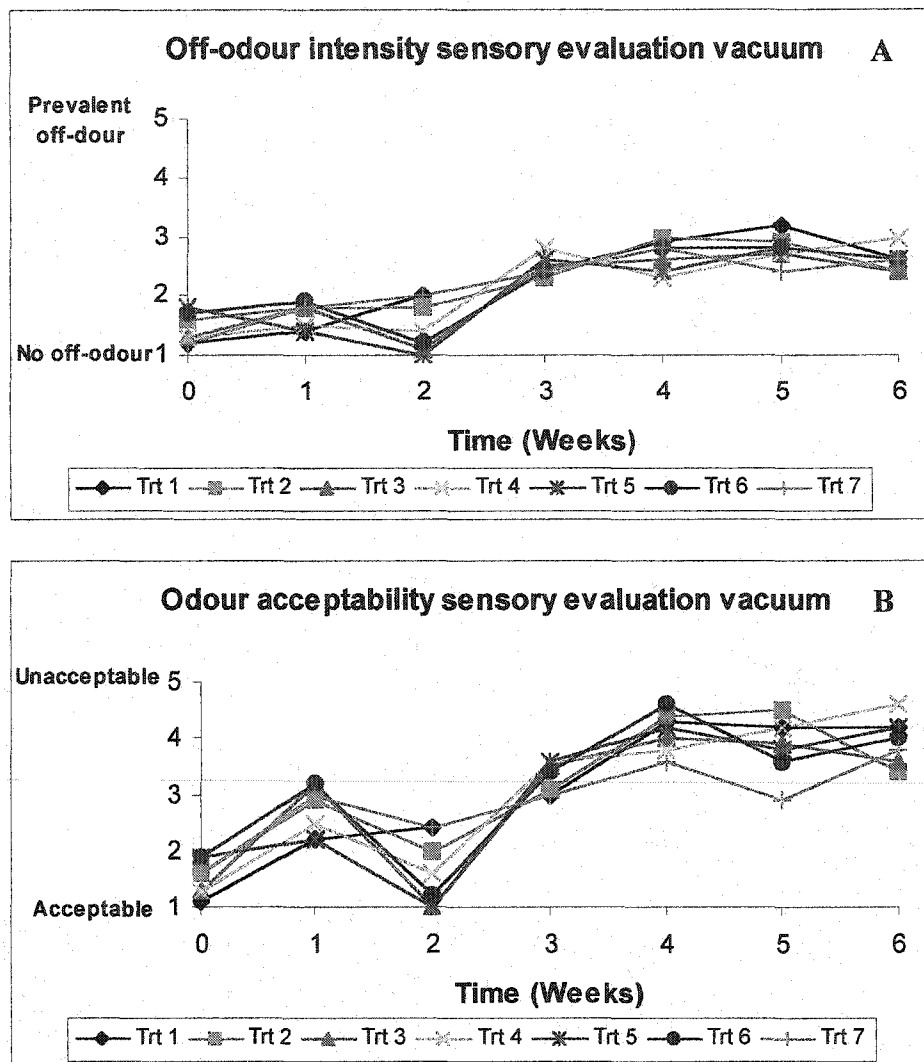 Off-odour intensity sensory evaluation vacuum A
Prevalent
off-dour
5
4
3
2
No off-odour 1
0 1 2 3 4 5 6
Time (Weeks)
Trt 1 Trt 2 Trt 3 Trt 4 Trt 5 Trt 6 Trt 7
Odour acceptability sensory evaluation vacuum B
Unacceptable 5
4
3
2
Acceptable 1
0 1 2 3 4 5 6
Time (Weeks)
Trt 1 Trt 2 Trt 3 Trt 4 Trt 5 Trt 6 Trt 7